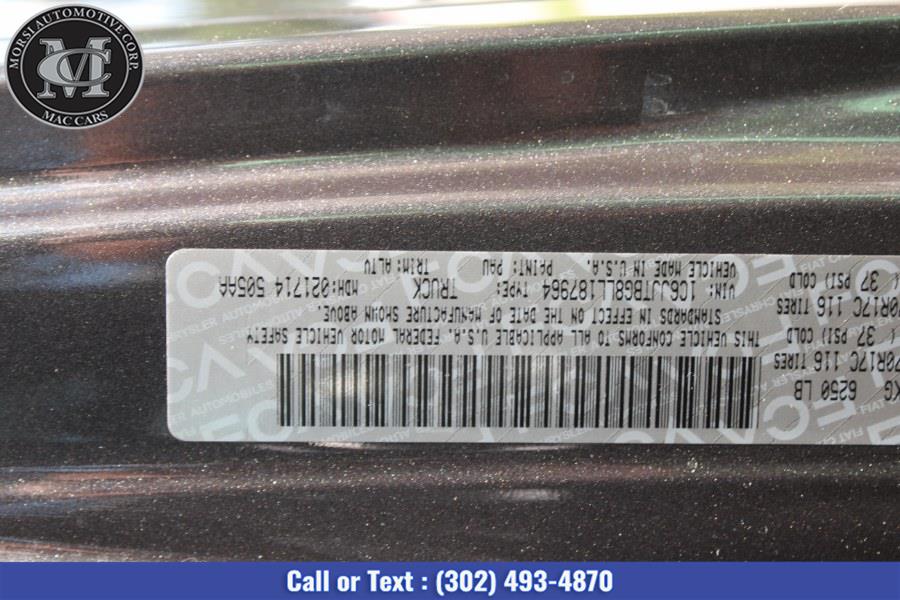 MORSI AUTOMOTIVE CORP.
MC
MAC CARS
KG 6250 LB
70R17C 116 TIRES
( 37 PSI) COLD
70R17C 116 TIRES
( 37 PSI) COLD
THIS VEHICLE CONFORMS TO ALL APPLICABLE U.S.A. FEDERAL MOTOR VEHICLE SAFETY
STANDARDS IN EFFECT ON THE DATE OF MANUFACTURE SHOWN ABOVE.
VIN: 1C6JJTBG8LL187964 TYPE: TRUCK MDH:021714 505AA
VEHICLE MADE IN U.S.A. PAINT: PAU TRIM: ALTV
Call or Text : (302) 493-4870